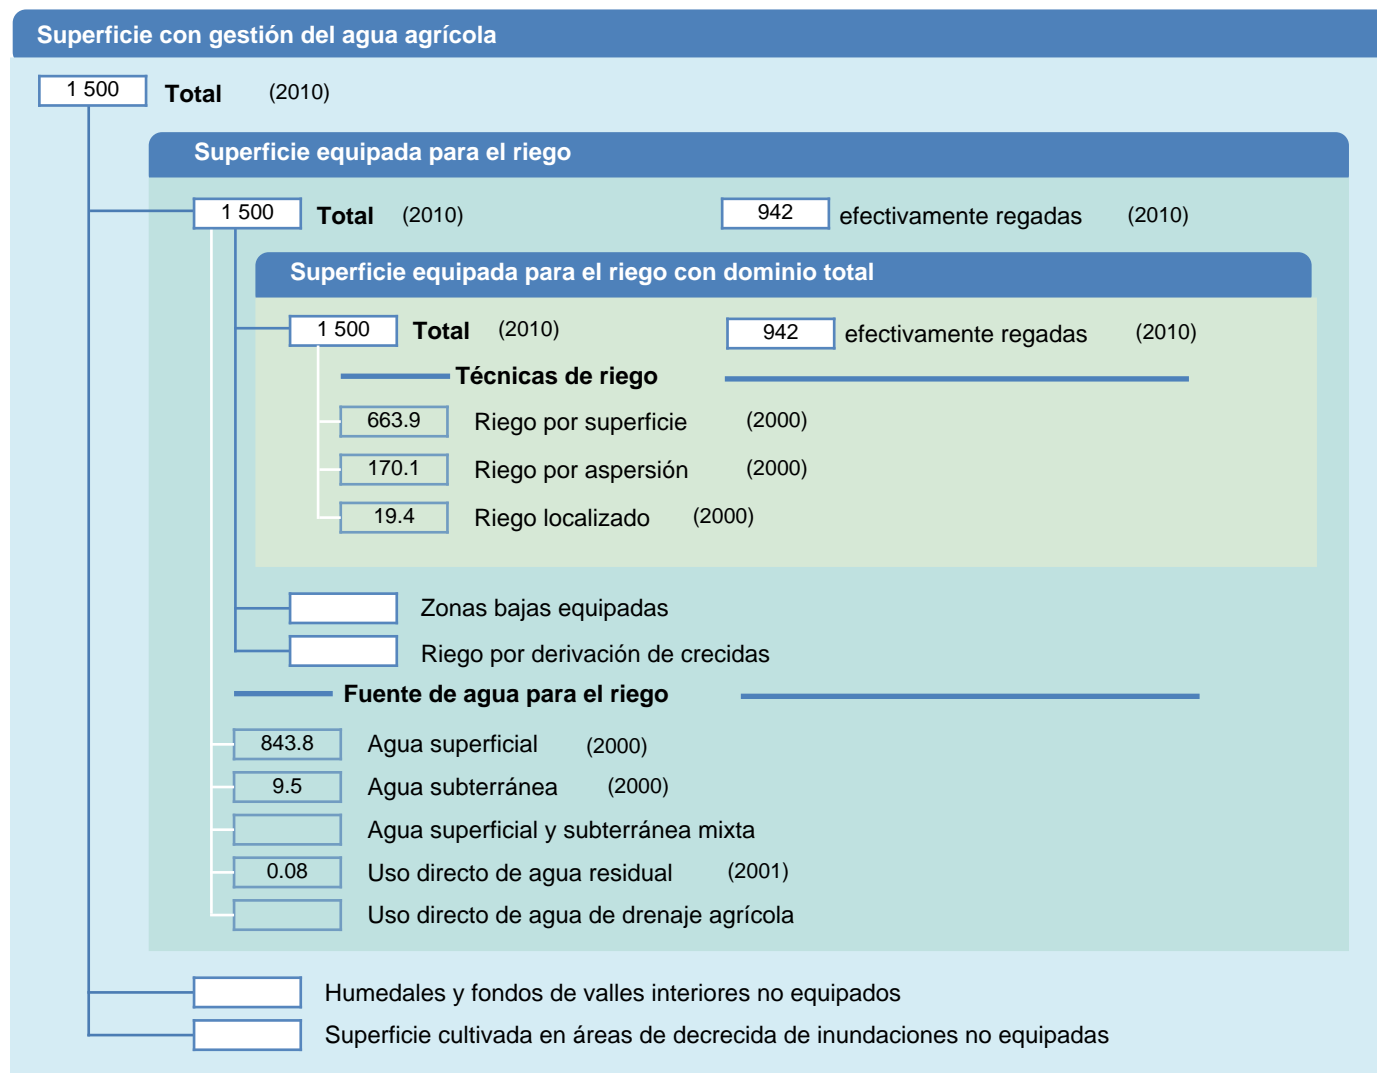 Superficie con gestión del agua agrícola
1 500 Total (2010)
Superficie equipada para el riego
1 500 Total (2010) 942 efectivamente regadas (2010)
Superficie equipada para el riego con dominio total
1 500 Total (2010) 942 efectivamente regadas (2010)
Técnicas de riego
663.9 Riego por superficie (2000)
170.1 Riego por aspersión (2000)
19.4 Riego localizado (2000)
Zonas bajas equipadas
Riego por derivación de crecidas
Fuente de agua para el riego
843.8 Agua superficial (2000)
9.5 Agua subterránea (2000)
Agua superficial y subterránea mixta
0.08 Uso directo de agua residual (2001)
Uso directo de agua de drenaje agrícola
Humedales y fondos de valles interiores no equipados
Superficie cultivada en áreas de decrecida de inundaciones no equipadas